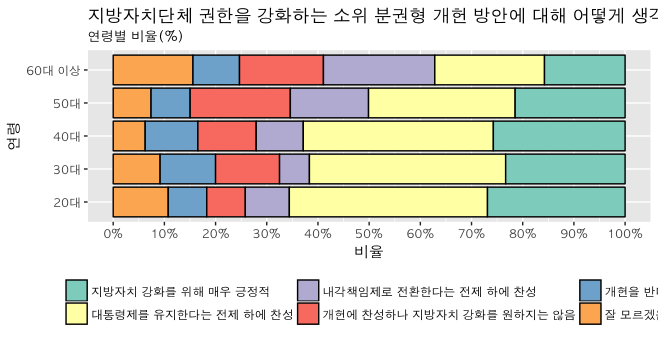 지방자치단체 권한을 강화하는 소위 분권형 개헌 방안에 대해 어떻게
연령별 비율(%)
60대 이상
50대
40대
30대
20대
연령
0% 10% 20% 30% 40% 50% 60% 70% 80% 90% 100%
비율
지방자치 강화를 위해 매우 긍정적 내각책임제로 전환한다는 전제 하에 찬성 개헌을
대통령제를 유지한다는 전제 하에 찬성 개헌에 찬성하나 지방자치 강화를 원하지는 않음 잘